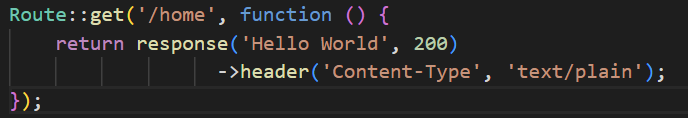 Route::get('/home', function () {
    return response('Hello World', 200)
                  ->header('Content-Type', 'text/plain');
});